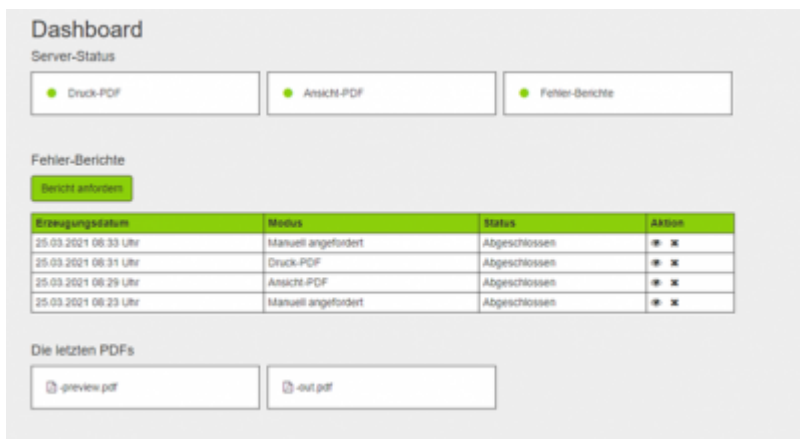 Dashboard
Server-Status
Druck-PDF Ansicht-PDF Fehler-Berichte
Fehler-Berichte
Bericht anfordern
Erzeugungsdatum Modus Status Aktion
25.03.2021 08:33 Uhr Manuell angefordert Abgeschlossen
25.03.2021 08:31 Uhr Druck-PDF Abgeschlossen
25.03.2021 08:29 Uhr Ansicht-PDF Abgeschlossen
25.03.2021 08:23 Uhr Manuell angefordert Abgeschlossen
Die letzten PDFs
-preview.pdf -out.pdf